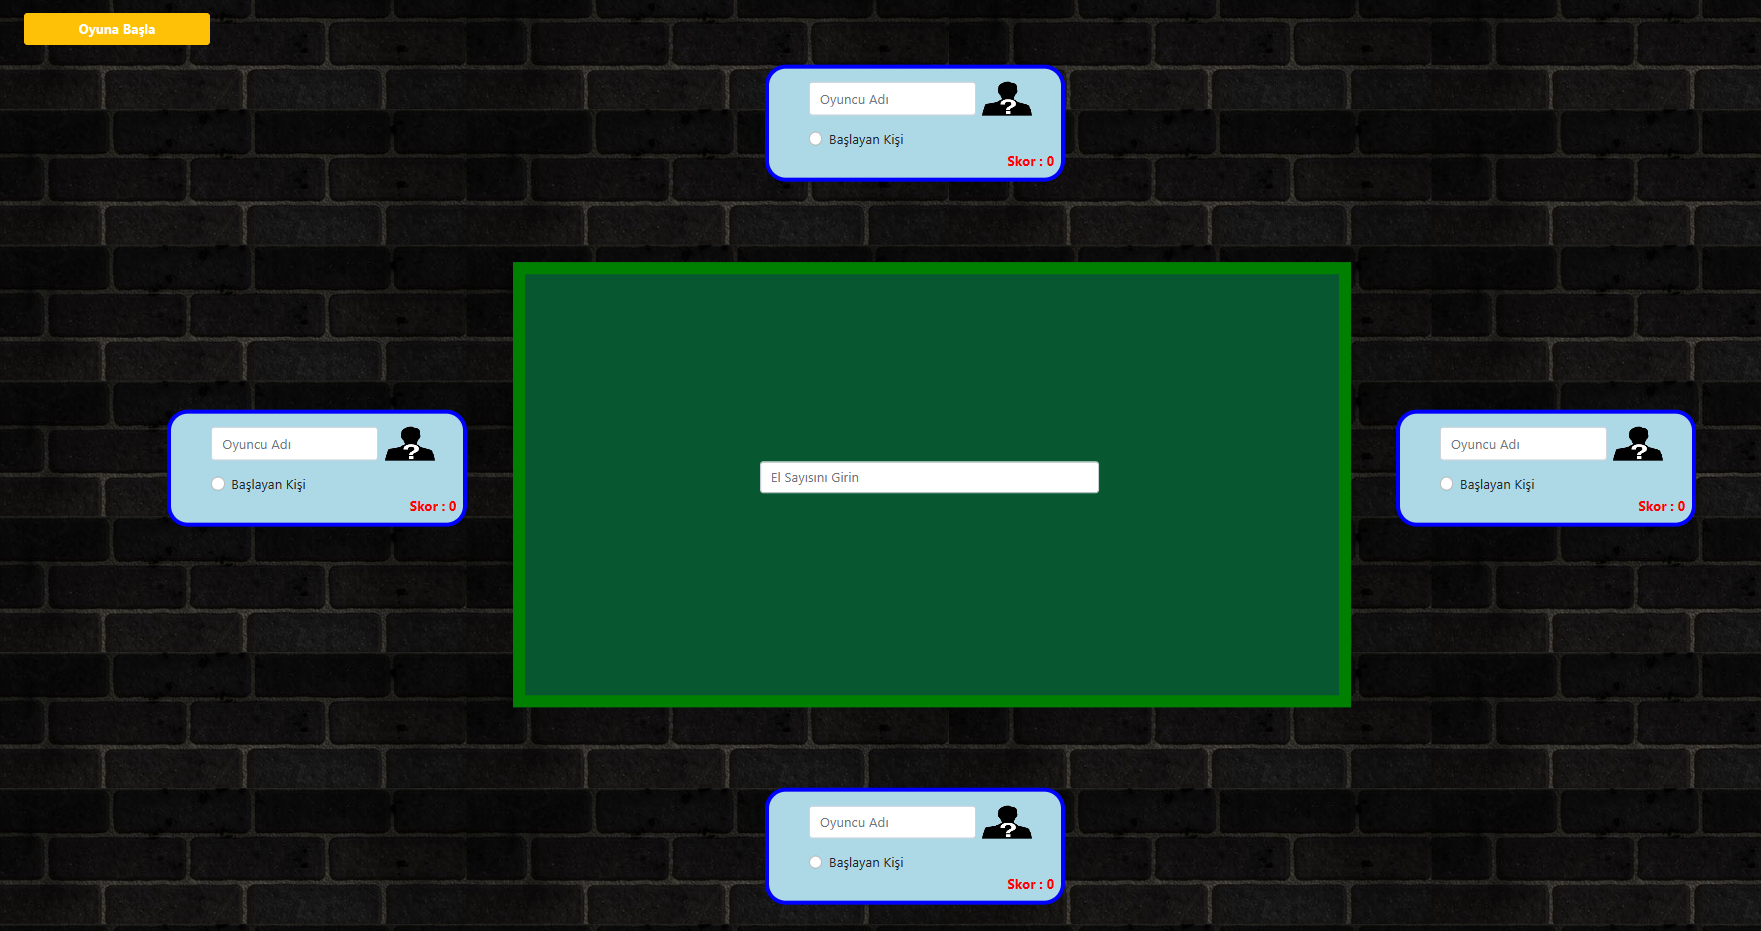 Oyuna Başla
Oyuncu Adı
?
Başlayan Kişi
Skor : 0
Oyuncu Adı
?
Başlayan Kişi
Skor : 0
El Sayısını Girin
Oyuncu Adı
?
Başlayan Kişi
Skor : 0
Oyuncu Adı
?
Başlayan Kişi
Skor : 0